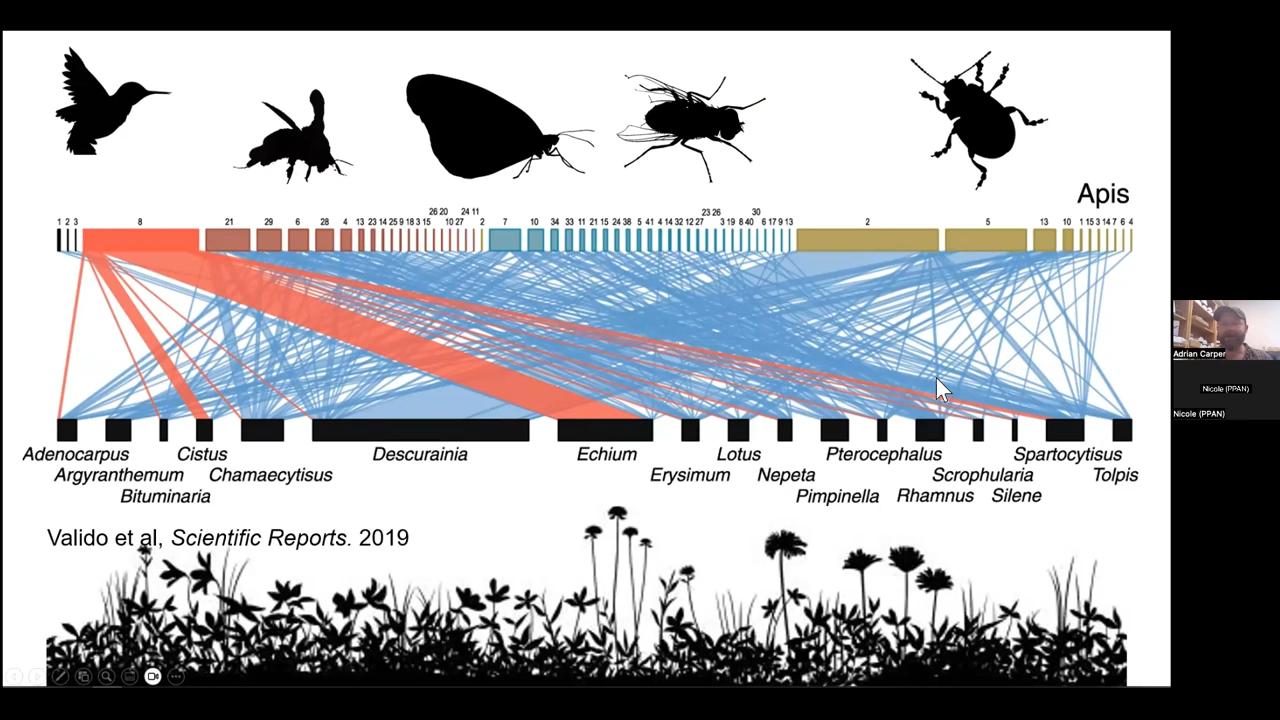 Apis
26 20 24 11 23 26 30
1 2 3 8 21 29 6 28 4 13 23 14 25 9 18 3 15 10 27 2 7 10 34 33 11 21 15 24 38 5 41 4 14 32 12 27 3 19 8 40 6 17 9 13 2 5 13 10 1 15 3 14 7 6 4
Adenocarpus Cistus Descurainia Echium Lotus Pterocephalus Spartocytisus
Argyranthemum Chamaecytisus Erysimum Nepeta Scrophularia Tolpis
Bituminaria Pimpinella Rhamnus Silene
Valido et al, Scientific Reports. 2019
Adrian Carper
Nicole (PPAN)
Nicole (PPAN)